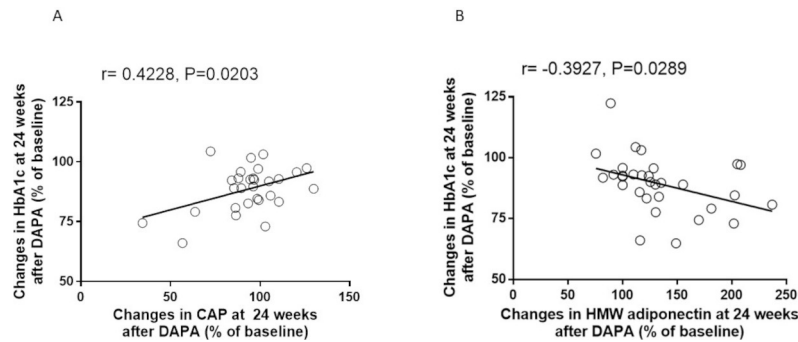 A
r= 0.4228, P=0.0203
Changes in HbA1c at 24 weeks
after DAPA (% of baseline)
125
100
75
50
0
50
100
150
Changes in CAP at 24 weeks
after DAPA (% of baseline)
B
r= -0.3927, P=0.0289
Changes in HbA1c at 24 weeks
after DAPA (% of baseline)
125
100
75
50
0
50
100
150
200
250
Changes in HMW adiponectin at 24 weeks
after DAPA (% of baseline)